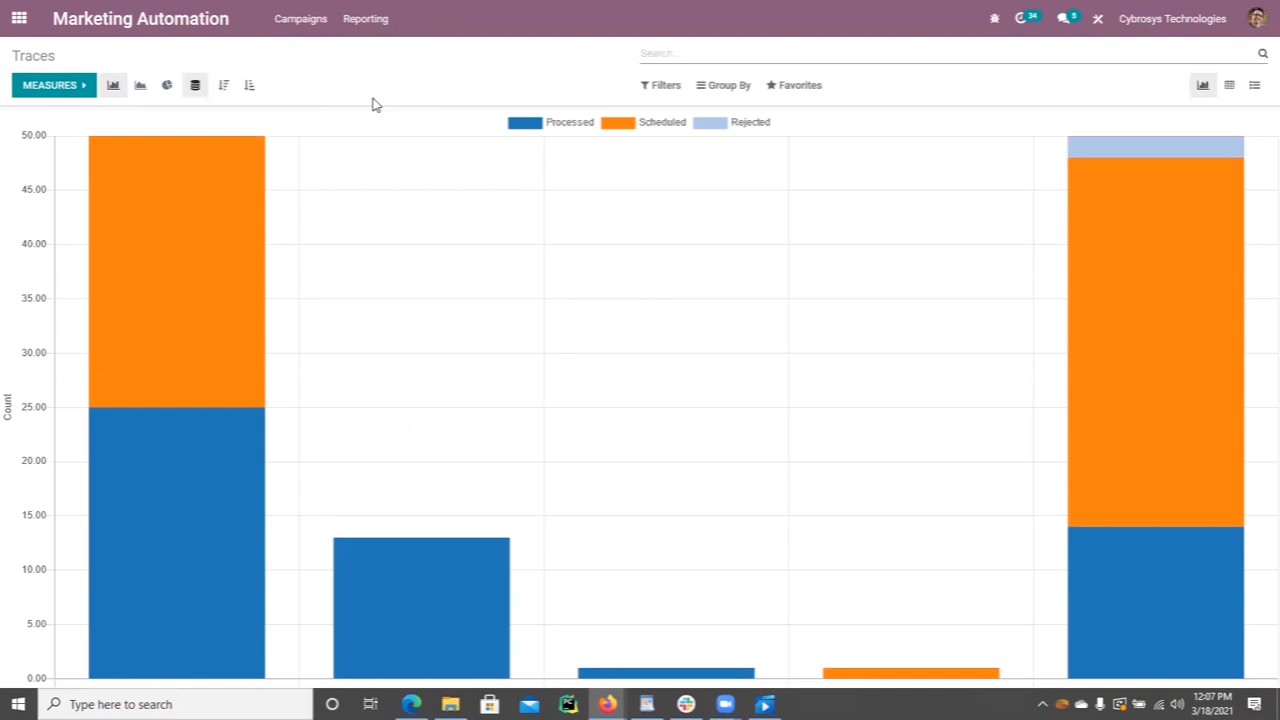 Marketing Automation Campaigns Reporting 34 5 Cybrosys Technologies
Traces Search...
MEASURES Filters Group By Favorites
Processed Scheduled Rejected
50.00
45.00
40.00
35.00
30.00
25.00
Count
20.00
15.00
10.00
5.00
0.00
Type here to search
12:07 PM
3/18/2021